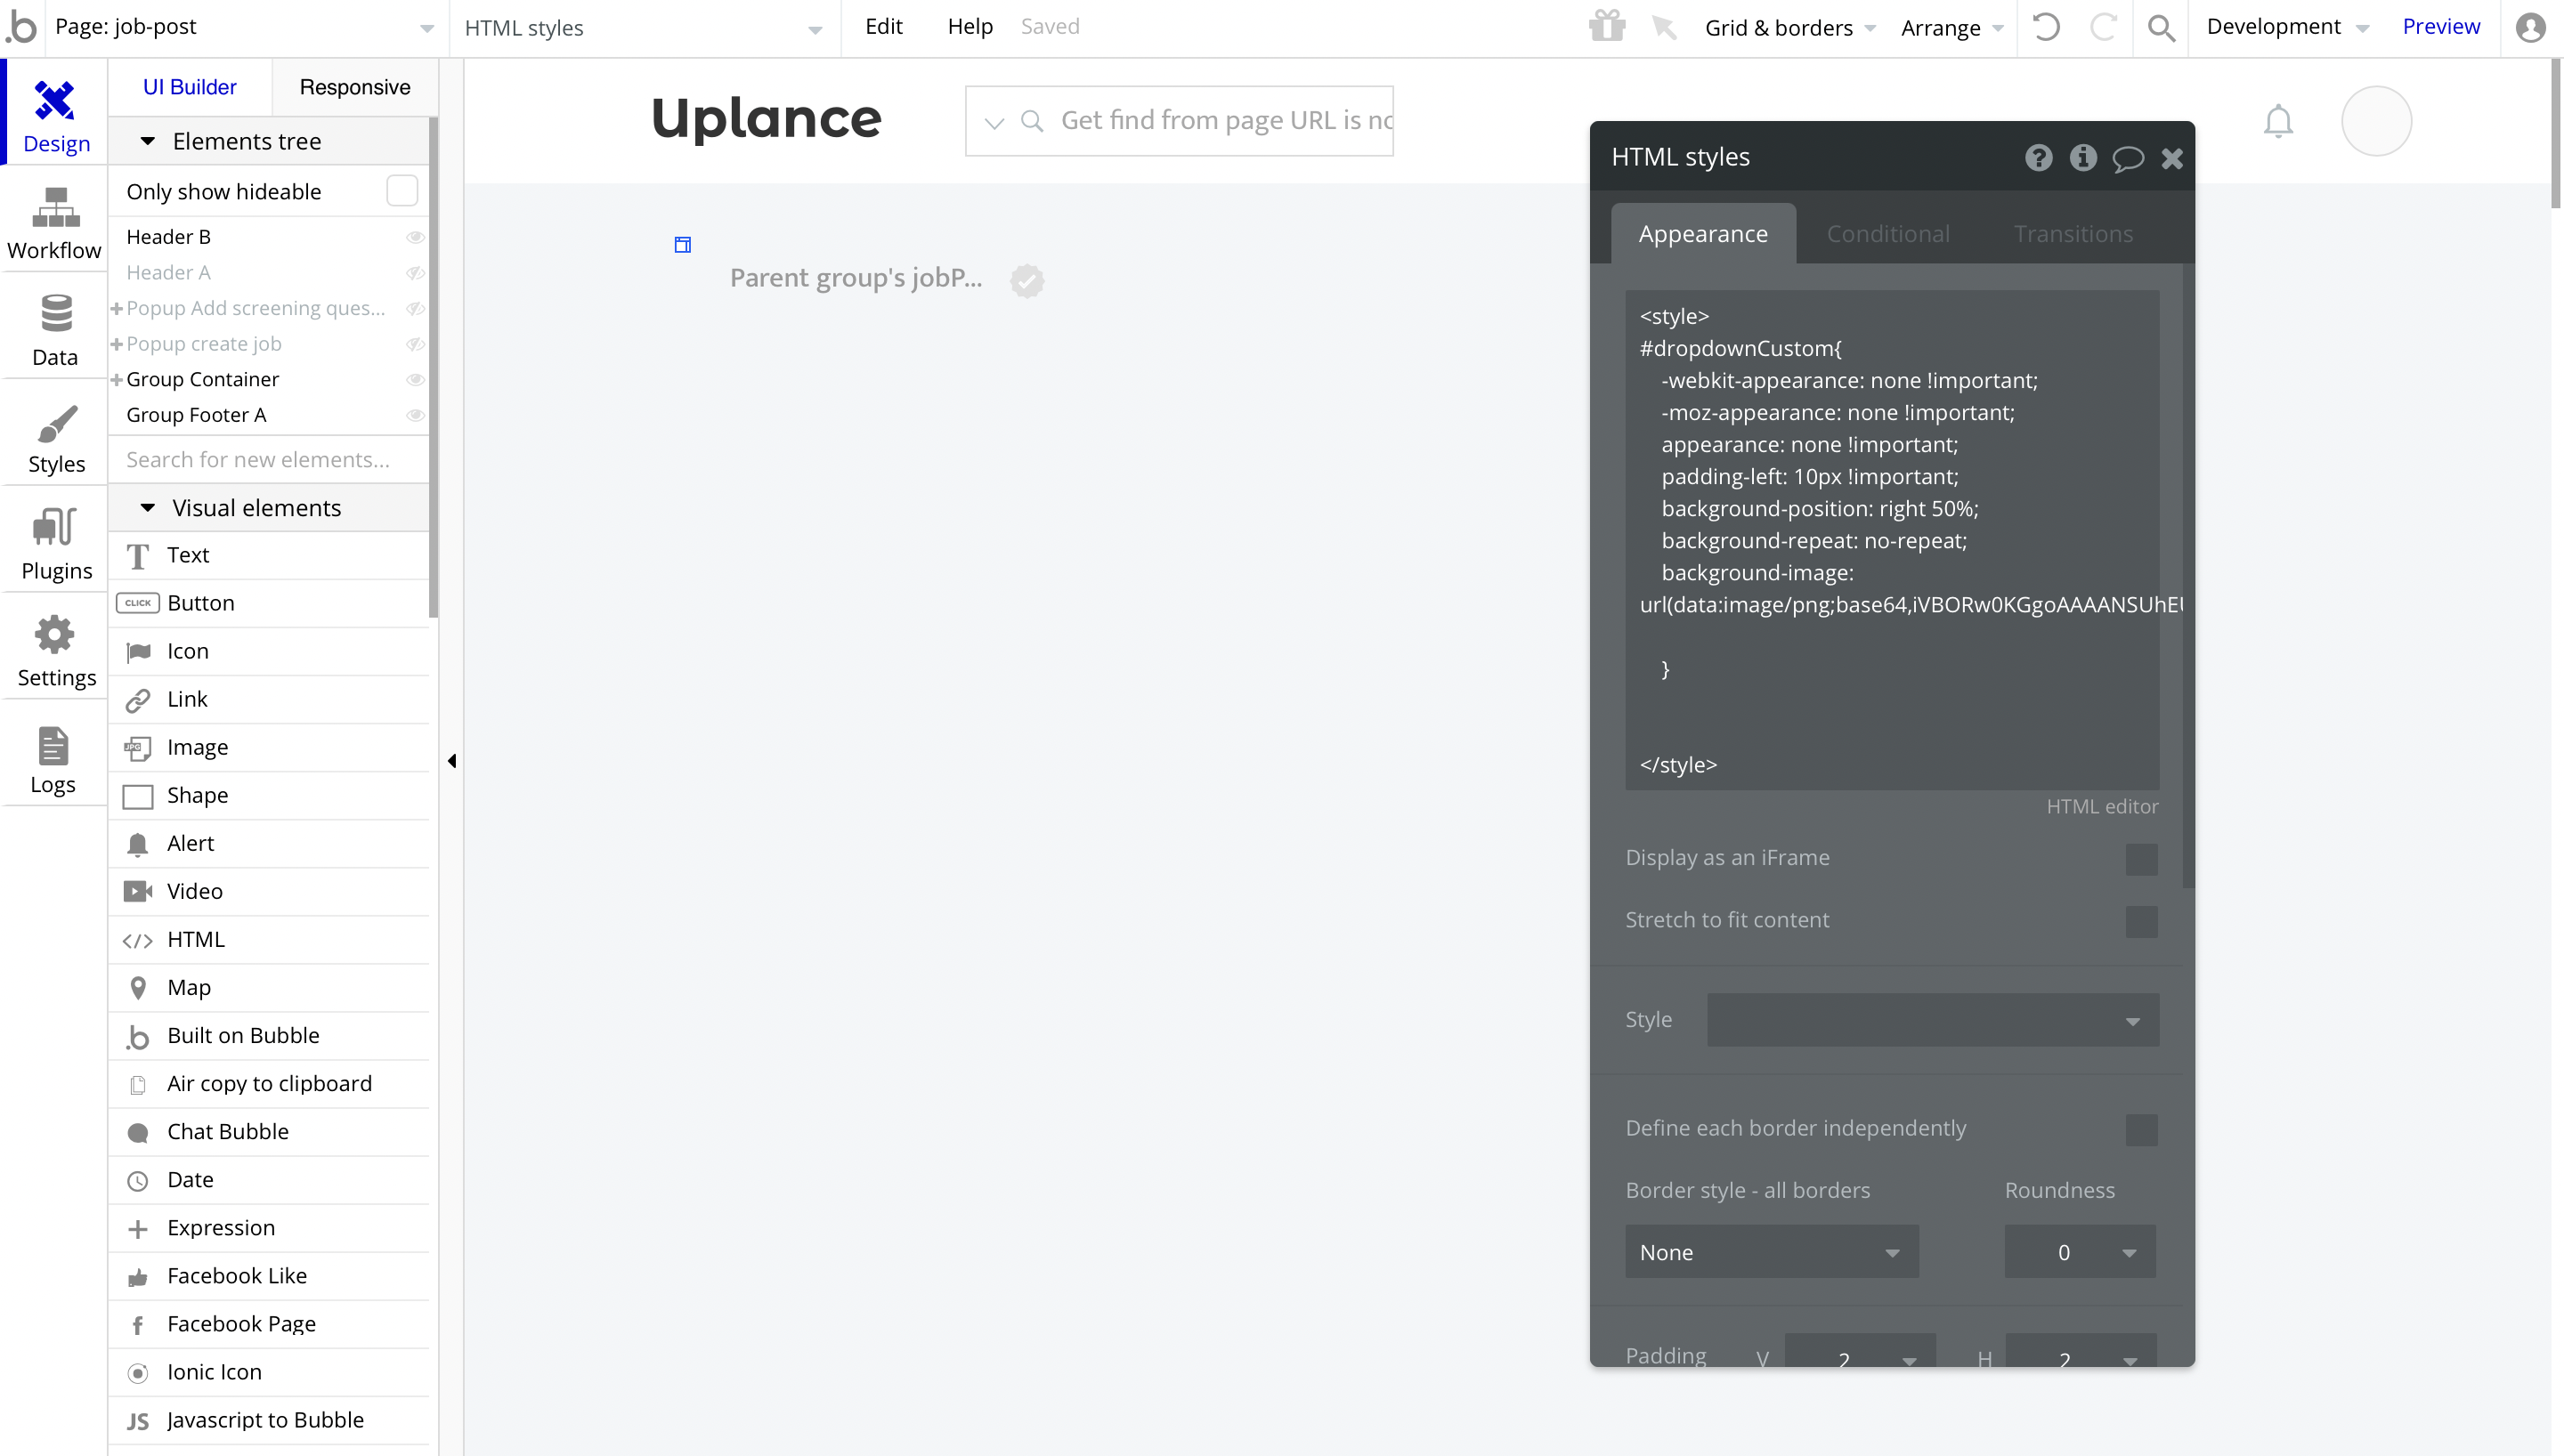 .b Page: job-post HTML styles Edit Help Saved Grid & borders Arrange Development Preview
Design
Workflow
Data
Styles
Plugins
Settings
Logs
UI Builder Responsive
Elements tree
Only show hideable
Header B
Header A
Popup Add screening ques...
Popup create job
Group Container
Group Footer A
Search for new elements...
Visual elements
Text
CLICK Button
Icon
Link
JPG Image
Shape
Alert
Video
</> HTML
Map
.b Built on Bubble
Air copy to clipboard
Chat Bubble
Date
Expression
Facebook Like
f Facebook Page
Ionic Icon
JS Javascript to Bubble
Uplance
Get find from page URL is no
Parent group's jobP...
HTML styles
Appearance Conditional Transitions
<style>
#dropdownCustom{
-webkit-appearance: none !important;
-moz-appearance: none !important;
appearance: none !important;
padding-left: 10px !important;
background-position: right 50%;
background-repeat: no-repeat;
background-image:
url(data:image/png;base64,iVBORw0KGgoAAAANSUhEU
}
</style>
HTML editor
Display as an iFrame
Stretch to fit content
Style
Define each border independently
Border style - all borders Roundness
None 0
Padding V 2 H 2